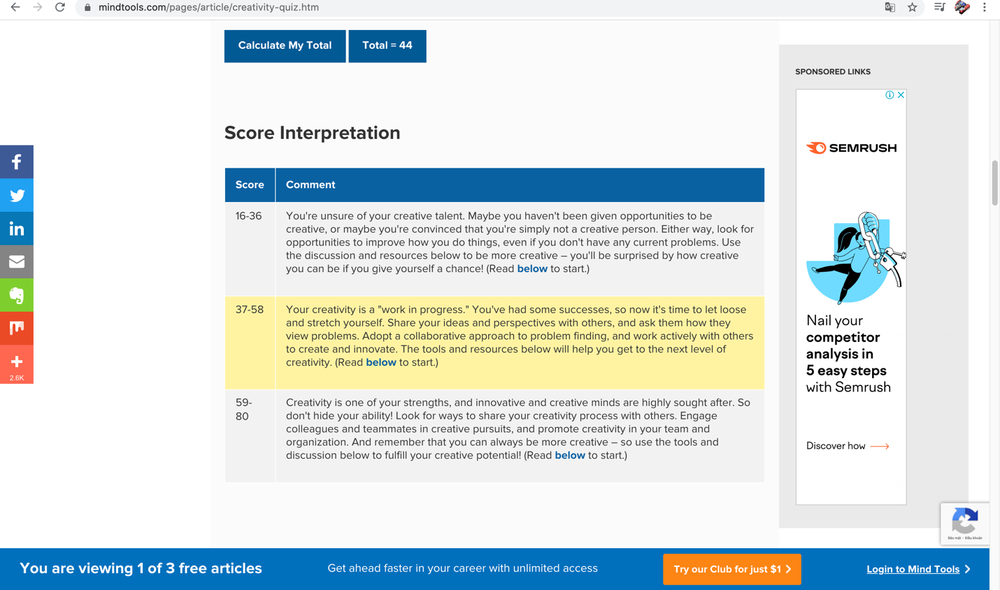 mindtools.com/pages/article/creativity-quiz.htm
Calculate My Total
Total = 44
SPONSORED LINKS
Score Interpretation
Score
Comment
16-36
You're unsure of your creative talent. Maybe you haven't been given opportunities to be
creative, or maybe you're convinced that you're simply not a creative person. Either way, look for
opportunities to improve how you do things, even if you don't have any current problems. Use
the discussion and resources below to be more creative – you'll be surprised by how creative
you can be if you give yourself a chance! (Read below to start.)
37-58
Your creativity is a "work in progress." You've had some successes, so now it's time to let loose
and stretch yourself. Share your ideas and perspectives with others, and ask them how they
view problems. Adopt a collaborative approach to problem finding, and work actively with others
to create and innovate. The tools and resources below will help you get to the next level of
creativity. (Read below to start.)
59-
80
Creativity is one of your strengths, and innovative and creative minds are highly sought after. So
don't hide your ability! Look for ways to share your creativity process with others. Engage
colleagues and teammates in creative pursuits, and promote creativity in your team and
organization. And remember that you can always be more creative – so use the tools and
discussion below to fulfill your creative potential! (Read below to start.)
2.6K
SEMRUSH
Nail your
competitor
analysis in
5 easy steps
with Semrush
Discover how
Bảo mật - Điều khoản
You are viewing 1 of 3 free articles
Get ahead faster in your career with unlimited access
Try our Club for just $1
Login to Mind Tools